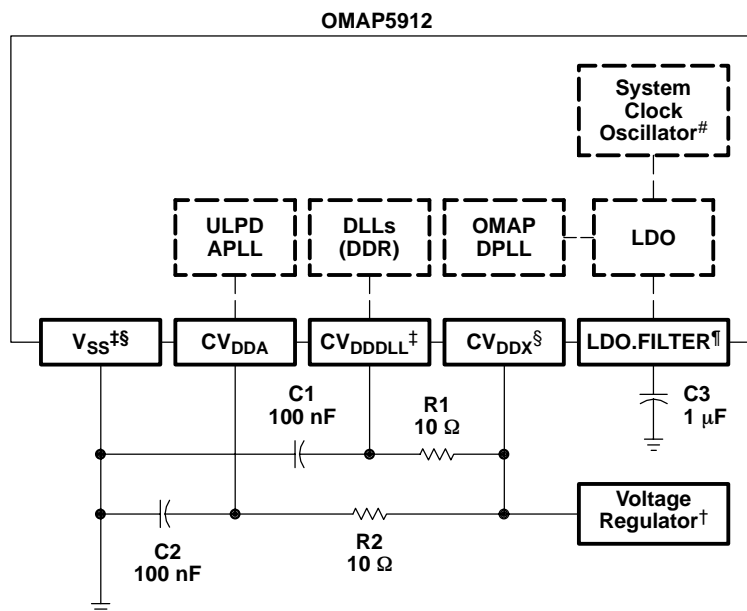 OMAP5912
System
Clock
Oscillator#
ULPD
APLL
DLLs
(DDR)
OMAP
DPLL
LDO
VSS‡§
CVDDA
CVDDDLL‡
CVDDX§
LDO.FILTER¶
C1
100 nF
R1
10 Ω
C3
1 µF
C2
100 nF
R2
10 Ω
Voltage
Regulator†